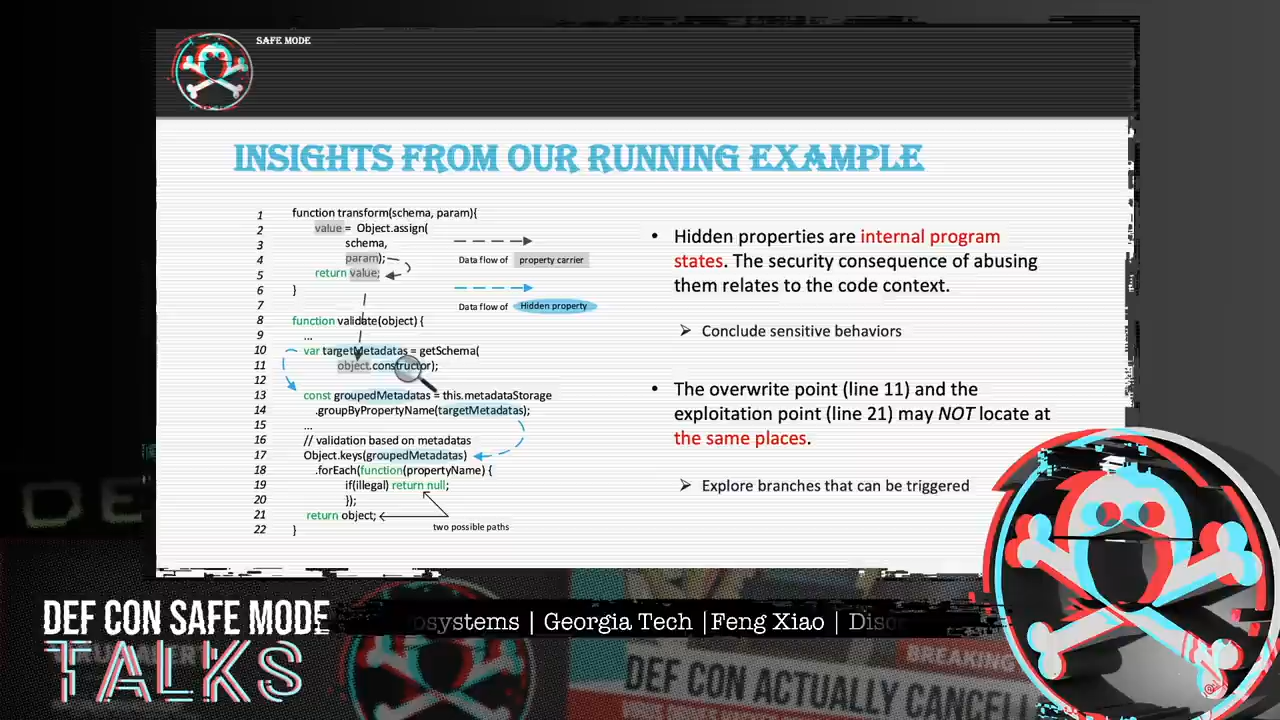 SAFE MODE
INSIGHTS FROM OUR RUNNING EXAMPLE
1 function transform(schema, param){
2 value = Object.assign(
3 schema,
4 param);
5 return value;
6 }
7
8 function validate(object) {
9 ...
10 var targetMetadatas = getSchema(
11 object.constructor);
12
13 const groupedMetadatas = this.metadataStorage
14 .groupByPropertyName(targetMetadatas);
15 ...
16 // validation based on metadatas
17 Object.keys(groupedMetadatas)
18 .forEach(function(propertyName) {
19 if(illegal) return null;
20 });
21 return object;
22 }
two possible paths
Data flow of property carrier
Data flow of Hidden property
• Hidden properties are internal program
states. The security consequence of abusing
them relates to the code context.
➢ Conclude sensitive behaviors
• The overwrite point (line 11) and the
exploitation point (line 21) may NOT locate at
the same places.
➢ Explore branches that can be triggered
DEF CON SAFE MODE
TALKS
osystems | Georgia Tech |Feng Xiao | Disc
BREAKING
DEF CON ACTUALLY CANCELL